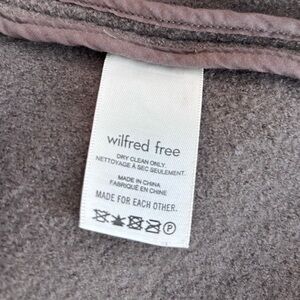 wilfred free
DRY CLEAN ONLY.
NETTOYAGE À SEC SEULEMENT.
MADE IN CHINA
FABRIQUÉ EN CHINE
MADE FOR EACH OTHER.
P